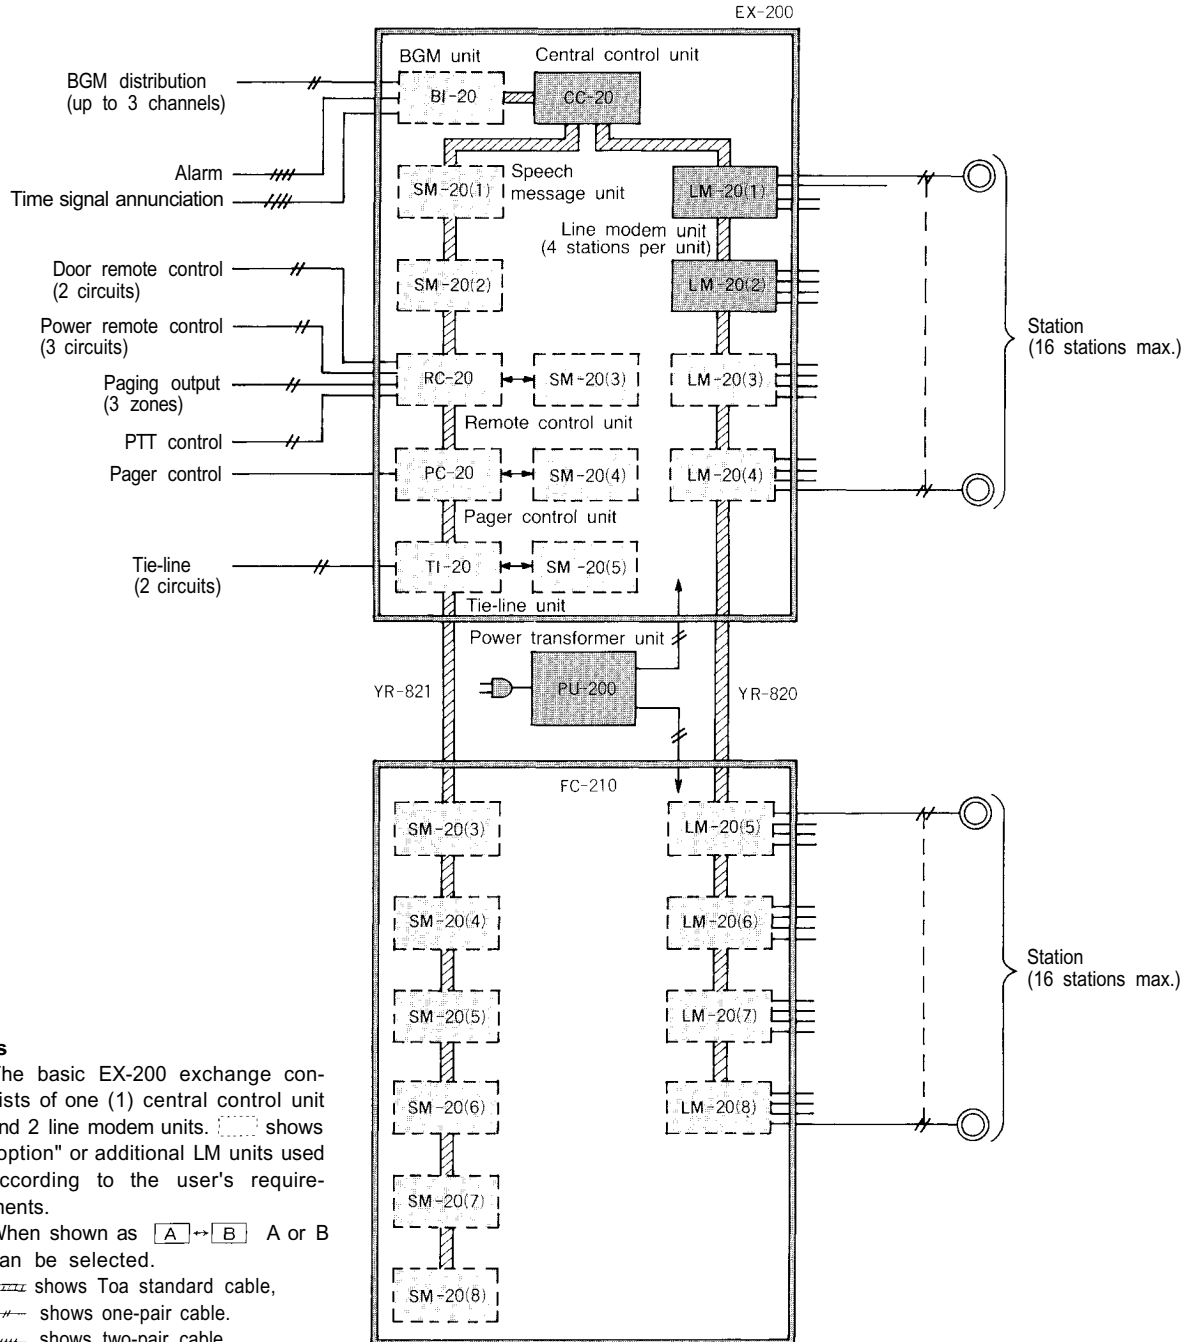 EX-200
BGM unit
Central control unit
BGM distribution
(up to 3 channels)
BI-20
CC-20
Alarm
Time signal annunciation
SM-20(1)
Speech
message unit
LM-20(1)
Line modem unit
(4 stations per unit)
SM-20(2)
LM-20(2)
Door remote control
(2 circuits)
Power remote control
(3 circuits)
Paging output
(3 zones)
PTT control
Pager control
RC-20
SM-20(3)
LM-20(3)
Remote control unit
PC-20
SM-20(4)
LM-20(4)
Pager control unit
Station
(16 stations max.)
Tie-line
(2 circuits)
TI-20
SM-20(5)
Tie-line unit
Power transformer unit
YR-821
PU-200
YR-820
FC-210
SM-20(3)
LM-20(5)
SM-20(4)
LM-20(6)
SM-20(5)
LM-20(7)
SM-20(6)
LM-20(8)
SM-20(7)
SM-20(8)
Station
(16 stations max.)
s
The basic EX-200 exchange con-
ists of one (1) central control unit
nd 2 line modem units. shows
option" or additional LM units used
ccording to the user's require-
ments.
When shown as A ↔ B A or B
an be selected.
shows Toa standard cable,
shows one-pair cable.
shows two-pair cable